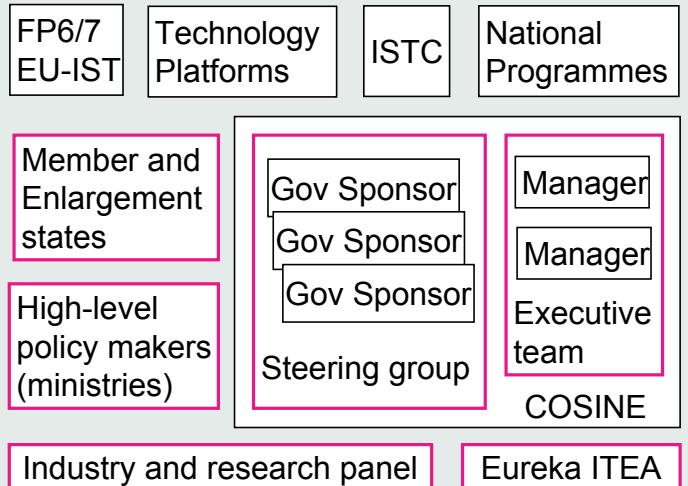 FP6/7
EU-IST
Technology
Platforms
ISTC
National
Programmes
Member and
Enlargement
states
High-level
policy makers
(ministries)
Gov Sponsor
Gov Sponsor
Gov Sponsor
Steering group
Manager
Manager
Executive
team
COSINE
Industry and research panel
Eureka ITEA